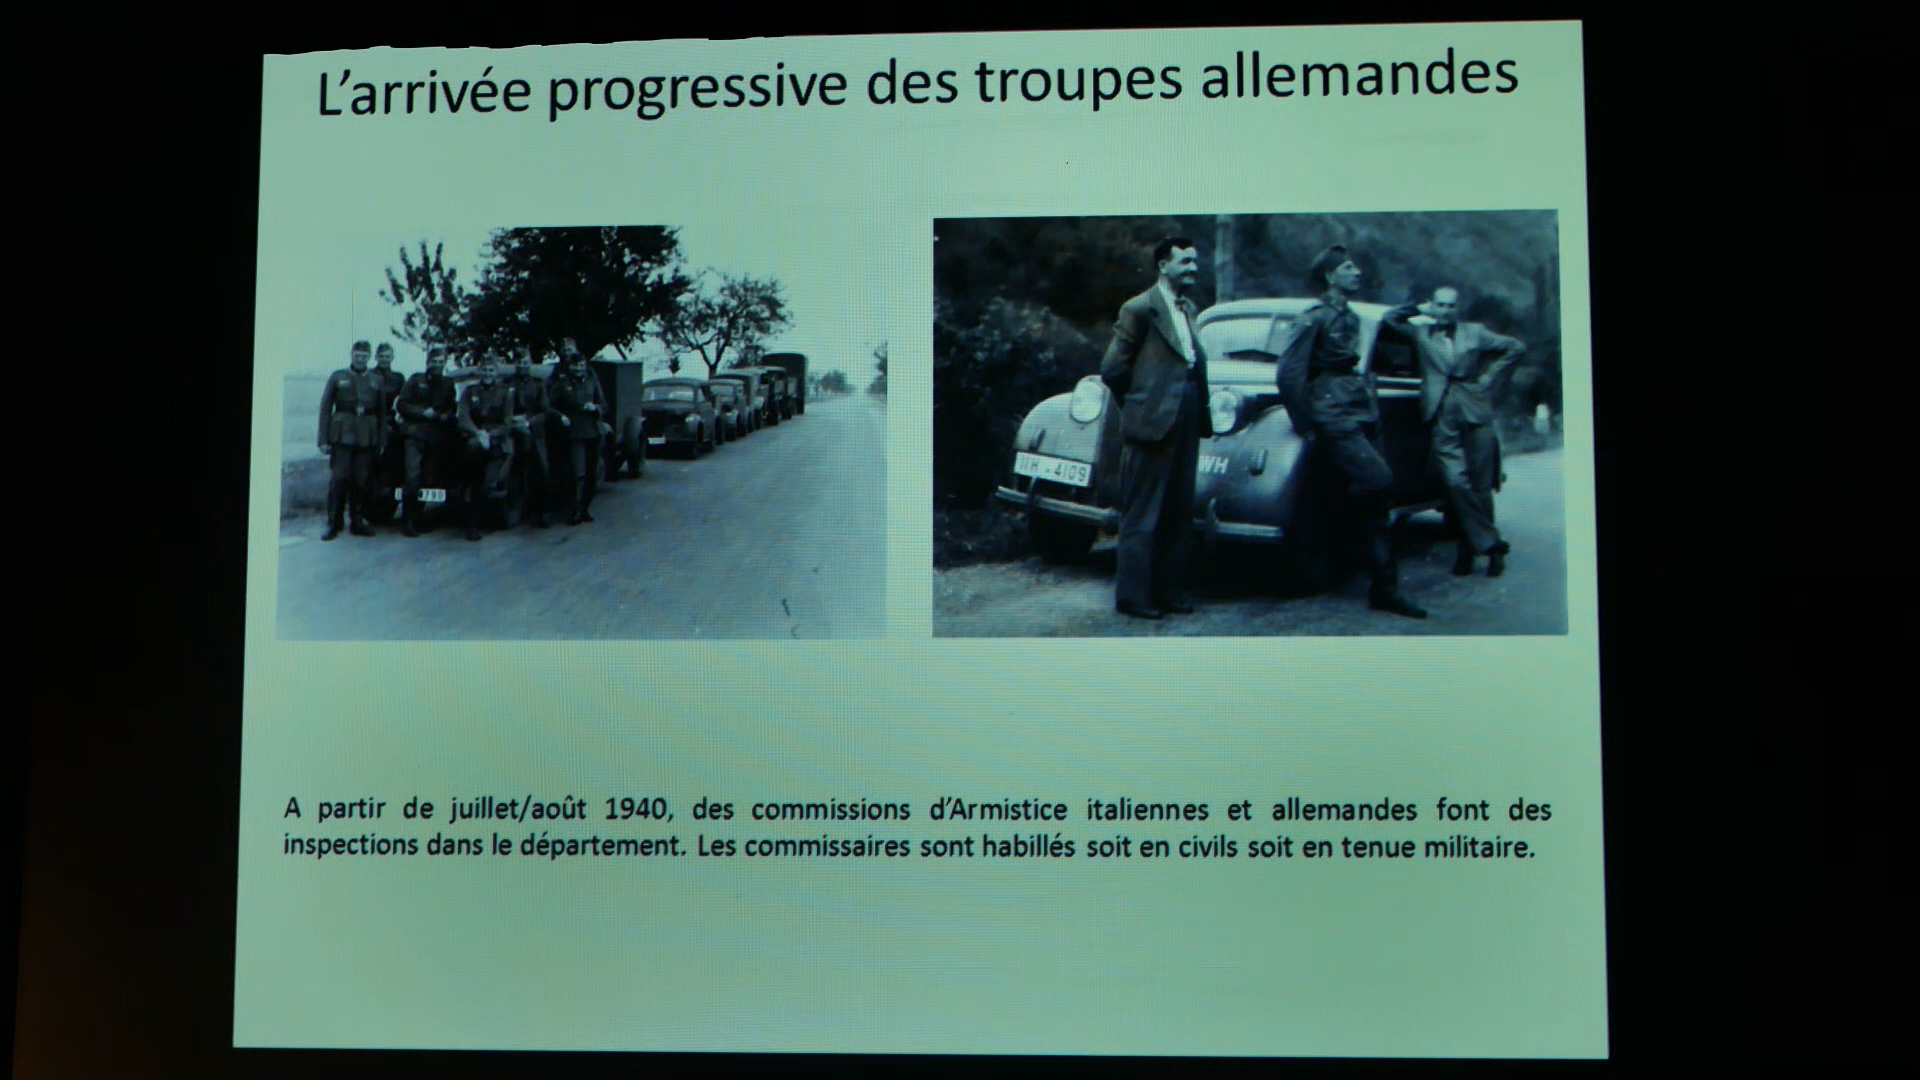 L'arrivée progressive des troupes allemandes
WH - 4109
WH
A partir de juillet/août 1940, des commissions d'Armistice italiennes et allemandes font des
inspections dans le département. Les commissaires sont habillés soit en civils soit en tenue militaire.